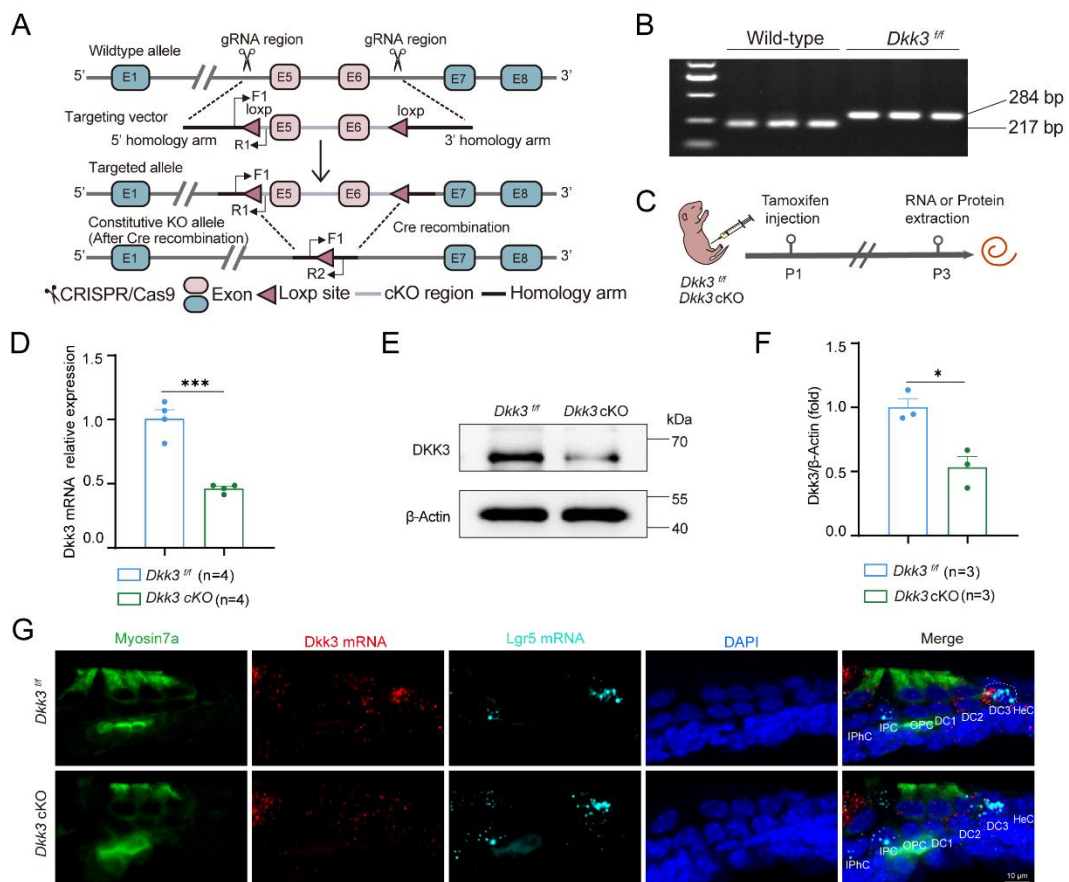 A
Wildtype allele
gRNA region
gRNA region
5'
E1
E5
E6
E7
E8
3'
Targeting vector
F1
loxp
loxp
5' homology arm
R1
E5
E6
3' homology arm
Targeted allele
5'
E1
F1
R1
E5
E6
E7
E8
3'
Constitutive KO allele
(After Cre recombination)
Cre recombination
5'
E1
F1
R2
E7
E8
3'
CRISPR/Cas9
Exon
Loxp site
cKO region
Homology arm
B
Wild-type
Dkk3 f/f
284 bp
217 bp
C
Tamoxifen
injection
RNA or Protein
extraction
P1
P3
Dkk3 f/f
Dkk3 cKO
D
Dkk3 mRNA relative expression
1.5
1.0
0.5
0.0
***
Dkk3 f/f (n=4)
Dkk3 cKO (n=4)
E
Dkk3 f/f
Dkk3 cKO
kDa
DKK3
70
β-Actin
55
40
F
Dkk3/β-Actin (fold)
1.5
1.0
0.5
0.0
*
Dkk3 f/f (n=3)
Dkk3 cKO (n=3)
G
Myosin7a
Dkk3 mRNA
Lgr5 mRNA
DAPI
Merge
Dkk3 f/f
IPhC
IPC
OPC
DC1
DC2
DC3
HeC
Dkk3 cKO
IPhC
IPC
OPC
DC1
DC2
DC3
HeC
10 μm